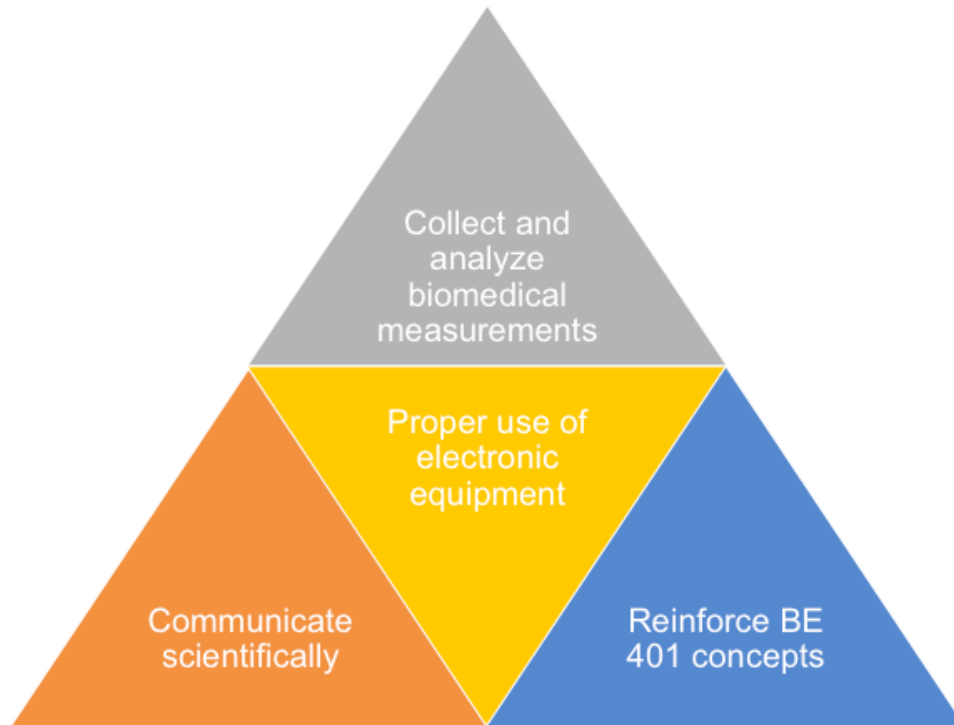 Collect and
analyze
biomedical
measurements
Proper use of
electronic
equipment
Communicate
scientifically
Reinforce BE
401 concepts